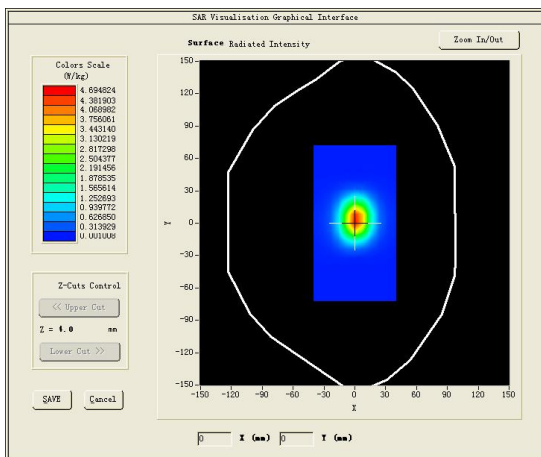 SAR Visualisation Graphical Interface
Surface Radiated Intensity
Zoom In/Out
Colors Scale
(W/kg)
4.694824
4.381903
4.068982
3.756061
3.443140
3.130219
2.817298
2.504377
2.191456
1.878535
1.565614
1.252693
0.939772
0.626850
0.313929
0.001008
Z-Cuts Control
<< Upper Cut
Z = 4.0 mm
Lower Cut >>
SAVE
Cancel
150
120
90
60
30
0
-30
-60
-90
-120
-150
Y
-150 -120 -90 -60 -30 0 30 60 90 120 150
X
0 X (mm) 0 Y (mm)